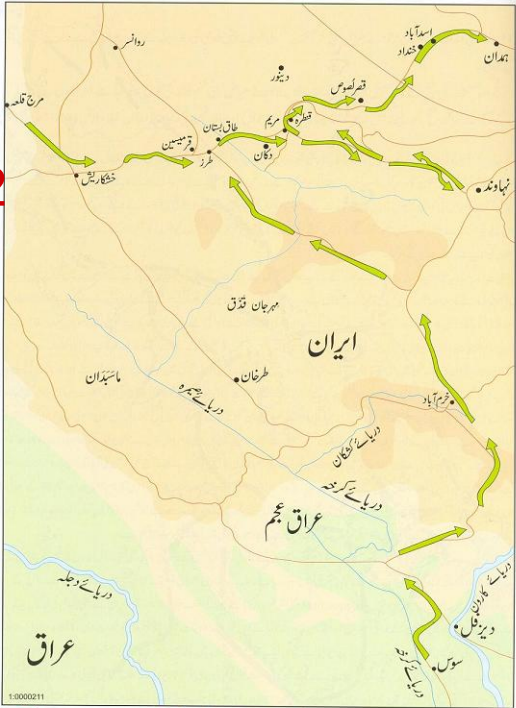 روانسر
اسدآباد
خنداد
ہمدان
دینور
قصرلصوص
مرج قلعہ
قنطرہ
مریم
طاق بستان
قرمیسین
طرز
دکان
خشکاریش
نہاوند
مہرجان قذق
ایران
ماسبذان
طرخان
خرم آباد
دریائے صیمرہ
دریائے کشکان
دریائے کرخہ
عراق عجم
دریائے دجلہ
دریائے کارون
دیزفل
عراق
سوس
دریائے کرخہ
1:0000211